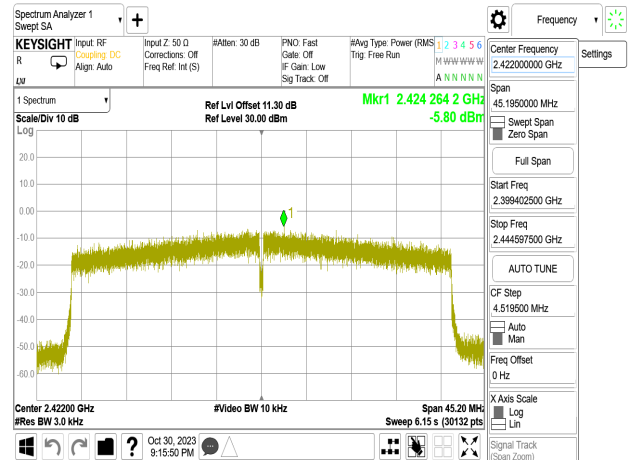 Spectrum Analyzer 1
Swept SA
Frequency
KEYSIGHT
R
Input: RF
Coupling: DC
Align: Auto
Input Z: 50 Ω
Corrections: Off
Freq Ref: Int (S)
#Atten: 30 dB
PNO: Fast
Gate: Off
IF Gain: Low
Sig Track: Off
#Avg Type: Power (RMS
Trig: Free Run
1 2 3 4 5 6
M W W W W W
A N N N N N
Center Frequency
2.422000000 GHz
Settings
Span
45.1950000 MHz
Swept Span
Zero Span
Full Span
Start Freq
2.399402500 GHz
Stop Freq
2.444597500 GHz
AUTO TUNE
CF Step
4.519500 MHz
Auto
Man
Freq Offset
0 Hz
X Axis Scale
Log
Lin
Signal Track
(Span Zoom)
LXI
1 Spectrum
Scale/Div 10 dB
Log
Ref Lvl Offset 11.30 dB
Ref Level 30.00 dBm
Mkr1 2.424 264 2 GHz
-5.80 dBm
20.0
10.0
0.00
-10.0
-20.0
-30.0
-40.0
-50.0
-60.0
1
Center 2.42200 GHz
#Res BW 3.0 kHz
#Video BW 10 kHz
Span 45.20 MHz
Sweep 6.15 s (30132 pts)
Oct 30, 2023
9:15:50 PM